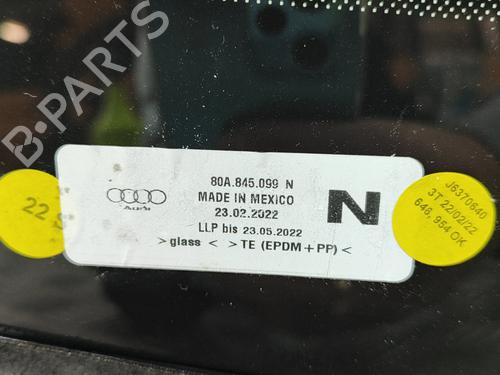 B-PARTS
80A.845.099 N
MADE IN MEXICO
23.02.2022
LLP bis 23.05.2022
>glass< >TE (EPDM+PP)<
Audi
N
22
J6370640
3T 22/02/22
646, 954 OK